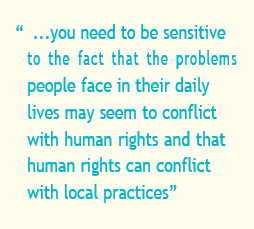 “ ...you need to be sensitive
to the fact that the problems
people face in their daily
lives may seem to conflict
with human rights and that
human rights can conflict
with local practices”